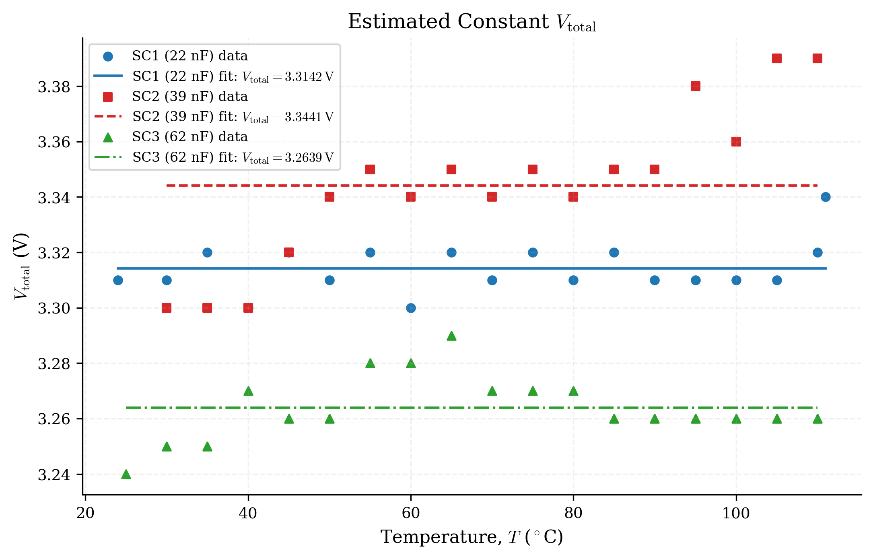 Estimated Constant V_total
SC1 (22 nF) data
SC1 (22 nF) fit: V_total = 3.3142 V
SC2 (39 nF) data
SC2 (39 nF) fit: V_total = 3.3441 V
SC3 (62 nF) data
SC3 (62 nF) fit: V_total = 3.2639 V
V_total (V)
3.38
3.36
3.34
3.32
3.30
3.28
3.26
3.24
20 40 60 80 100
Temperature, T (°C)